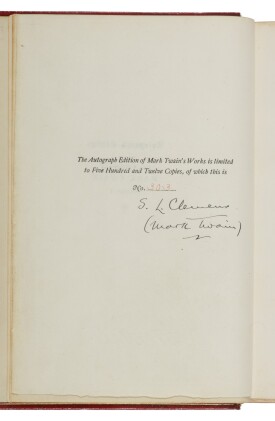 The Autograph Edition of Mark Twain's Works is limited
to Five Hundred and Twelve Copies, of which this is
No.
S. L. Clemens
(Mark Twain)